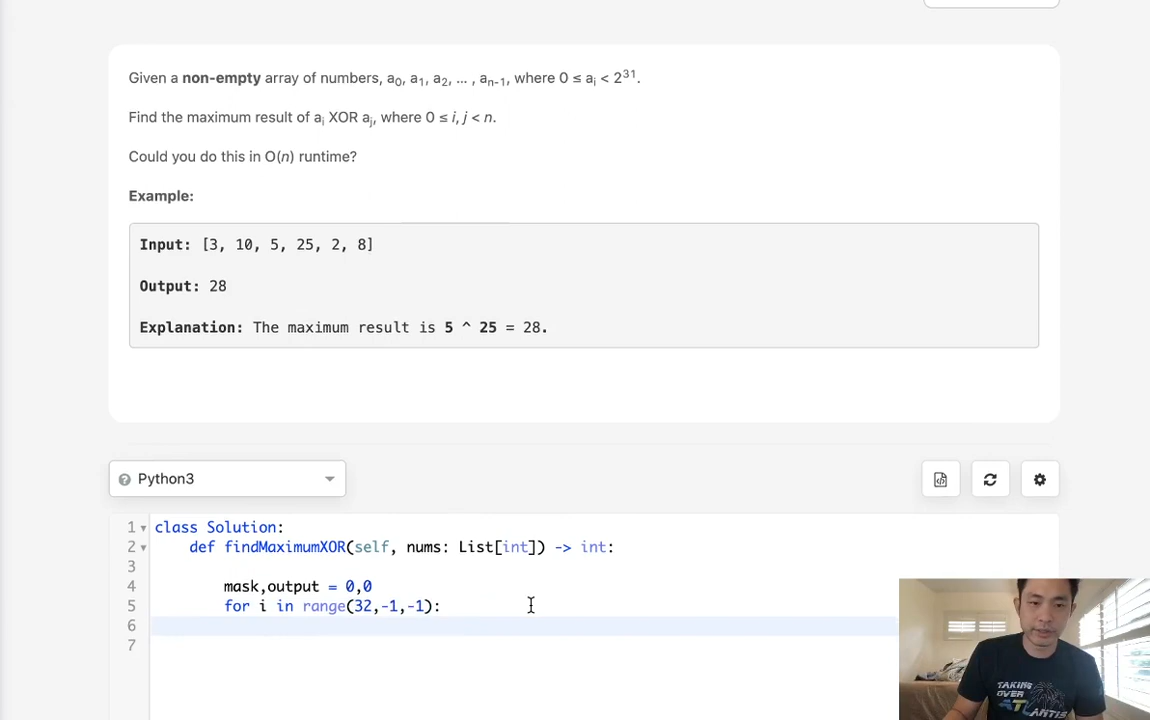 Given a non-empty array of numbers, a0, a1, a2, … , an-1, where 0 ≤ ai < 2^31.
Find the maximum result of ai XOR aj, where 0 ≤ i, j < n.
Could you do this in O(n) runtime?
Example:
Input: [3, 10, 5, 25, 2, 8]
Output: 28
Explanation: The maximum result is 5 ^ 25 = 28.
Python3
1 class Solution:
2 def findMaximumXOR(self, nums: List[int]) -> int:
3
4 mask,output = 0,0
5 for i in range(32,-1,-1):
6
7
TAKING
OVER
ATLANTIS